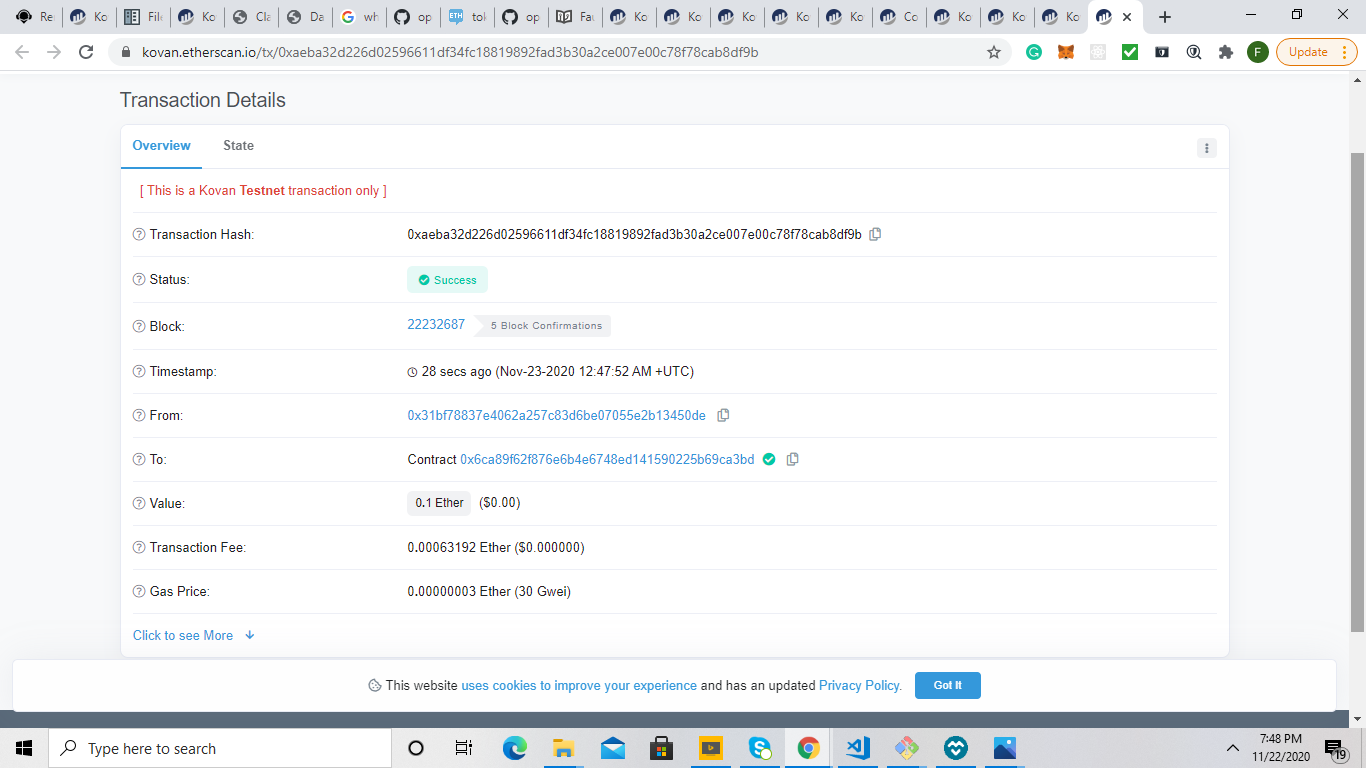 Re
Ko
File
Ko
Cla
Da
wh
op
tok
op
Fau
Ko
Ko
Ko
Ko
Ko
Co
Ko
Ko
Ko
kovan.etherscan.io/tx/0xaeba32d226d02596611df34fc18819892fad3b30a2ce007e00c78f78cab8df9b
F
Update
Transaction Details
Overview State
[ This is a Kovan Testnet transaction only ]
Transaction Hash: 0xaeba32d226d02596611df34fc18819892fad3b30a2ce007e00c78f78cab8df9b
Status: Success
Block: 22232687 5 Block Confirmations
Timestamp: 28 secs ago (Nov-23-2020 12:47:52 AM +UTC)
From: 0x31bf78837e4062a257c83d6be07055e2b13450de
To: Contract 0x6ca89f62f876e6b4e6748ed141590225b69ca3bd
Value: 0.1 Ether ($0.00)
Transaction Fee: 0.00063192 Ether ($0.000000)
Gas Price: 0.00000003 Ether (30 Gwei)
Click to see More
This website uses cookies to improve your experience and has an updated Privacy Policy. Got It
Type here to search
7:48 PM
11/22/2020
19